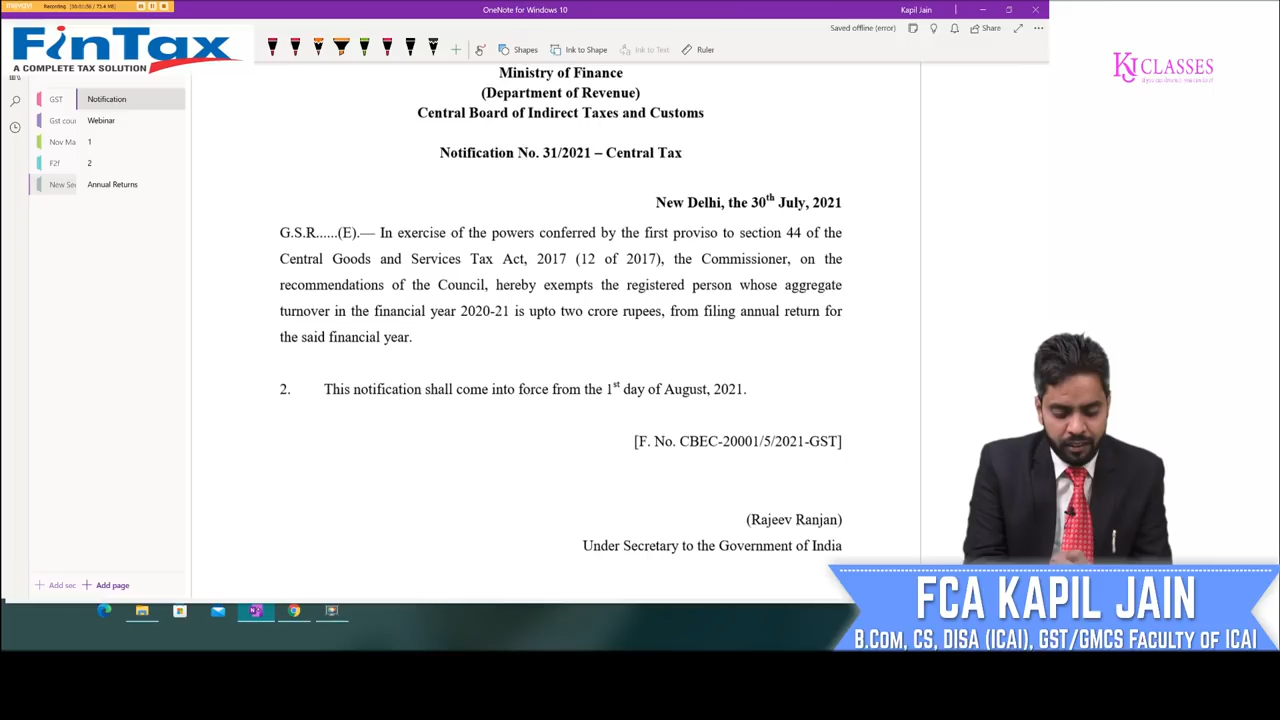 Recording
OneNote for Windows 10
Kapil Jain
Saved offline (error)
Share
FinTax
A COMPLETE TAX SOLUTION
Shapes
Ink to Shape
Ink to Text
Ruler
KJ CLASSES
GST
Notification
Gst cou
Webinar
Nov Ma
1
F2f
2
New Sec
Annual Returns
Ministry of Finance
(Department of Revenue)
Central Board of Indirect Taxes and Customs
Notification No. 31/2021 – Central Tax
New Delhi, the 30th July, 2021
G.S.R......(E).— In exercise of the powers conferred by the first proviso to section 44 of the
Central Goods and Services Tax Act, 2017 (12 of 2017), the Commissioner, on the
recommendations of the Council, hereby exempts the registered person whose aggregate
turnover in the financial year 2020-21 is upto two crore rupees, from filing annual return for
the said financial year.
2. This notification shall come into force from the 1st day of August, 2021.
[F. No. CBEC-20001/5/2021-GST]
(Rajeev Ranjan)
Under Secretary to the Government of India
Add sec
Add page
FCA KAPIL JAIN
B.COM, CS, DISA (ICAI), GST/GMCS FACULTY OF ICAI